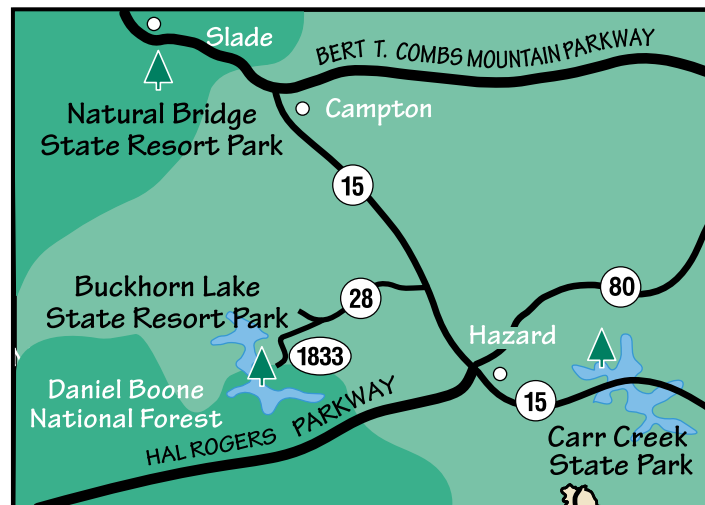 Slade
BERT T. COMBS MOUNTAIN PARKWAY
Natural Bridge
State Resort Park
Campton
15
Buckhorn Lake
State Resort Park
28
80
1833
Hazard
Daniel Boone
National Forest
HAL ROGERS PARKWAY
15
Carr Creek
State Park